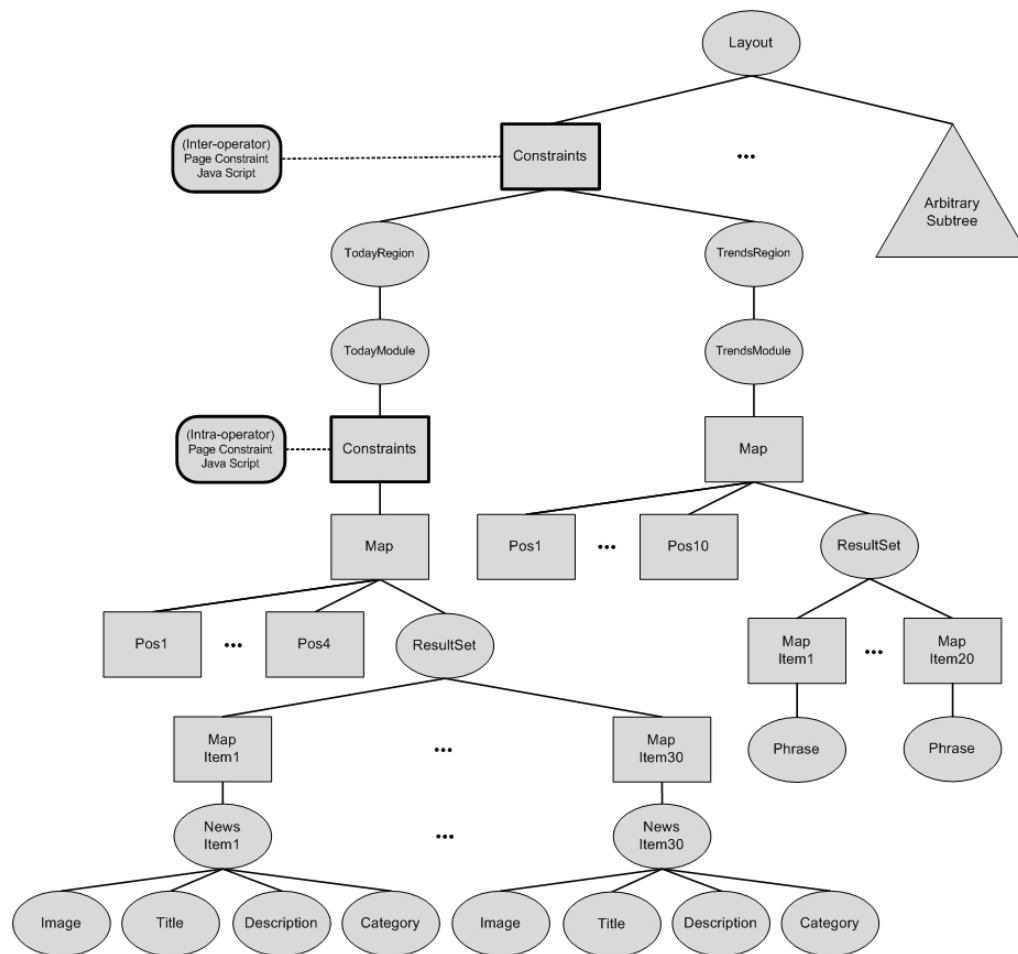 Layout
(Inter-operator)
Page Constraint
Java Script
Constraints
...
Arbitrary
Subtree
TodayRegion
TrendsRegion
TodayModule
TrendsModule
(Intra-operator)
Page Constraint
Java Script
Constraints
Map
Map
Pos1
...
Pos10
ResultSet
Pos1
...
Pos4
ResultSet
Map
Item1
...
Map
Item20
Map
Item1
...
Map
Item30
Phrase
Phrase
News
Item1
...
News
Item30
Image
Title
Description
Category
Image
Title
Description
Category